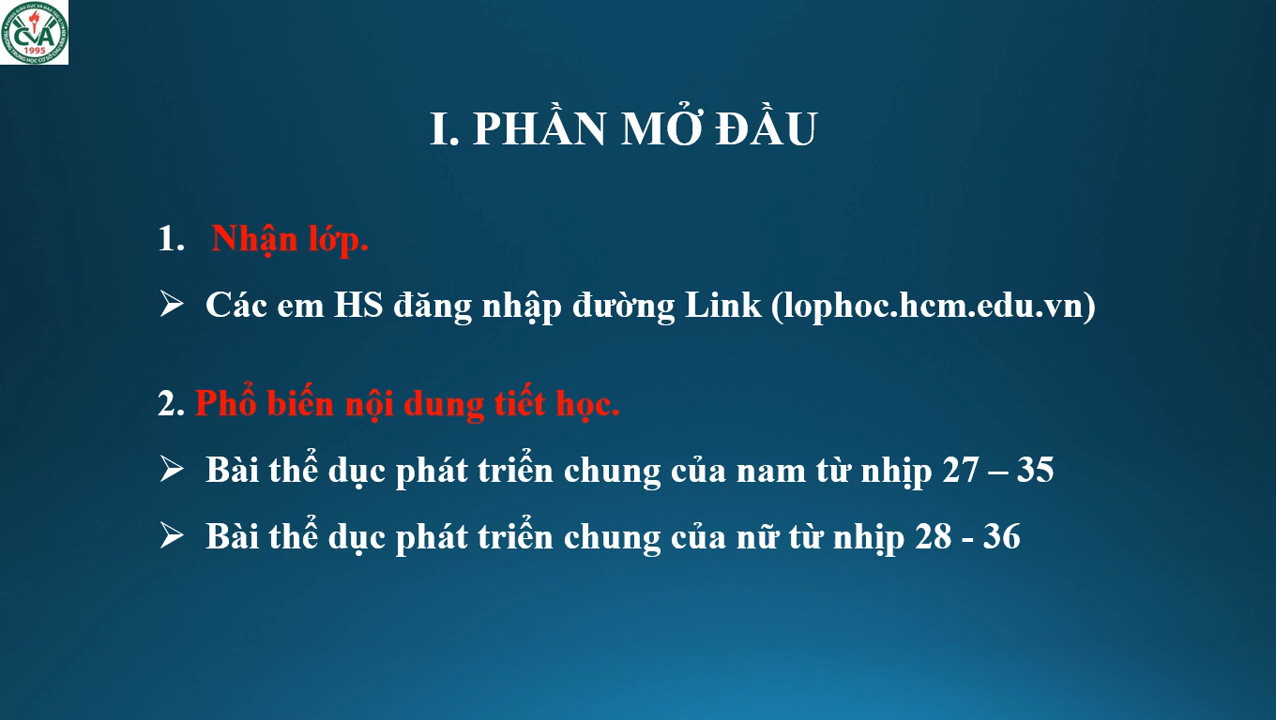 CVA
1995
I. PHẦN MỞ ĐẦU
1. Nhận lớp.
➢ Các em HS đăng nhập đường Link (lophoc.hcm.edu.vn)
2. Phổ biến nội dung tiết học.
➢ Bài thể dục phát triển chung của nam từ nhịp 27 – 35
➢ Bài thể dục phát triển chung của nữ từ nhịp 28 - 36